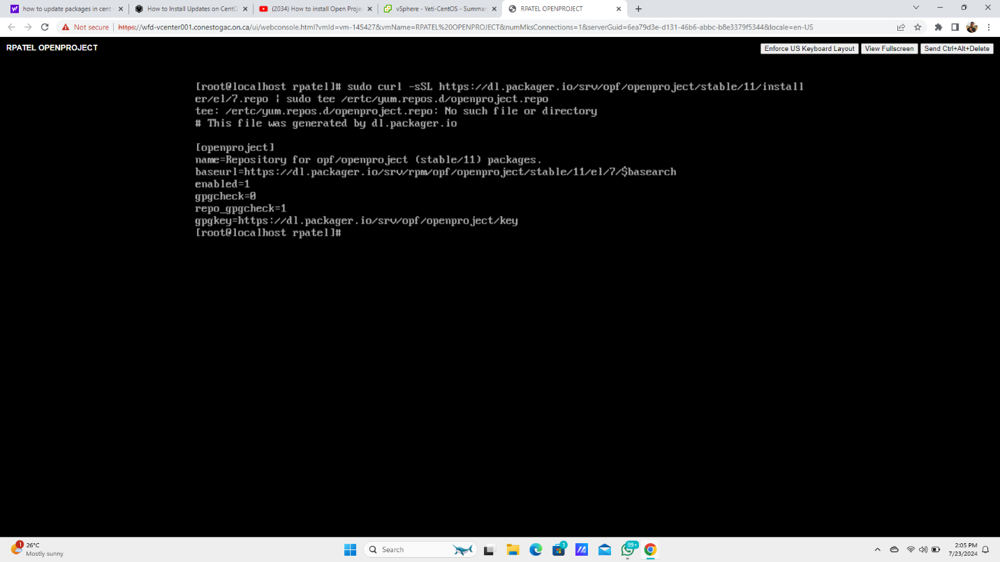 how to update packages in cent
How to Install Updates on CentO
(2034) How to install Open Proje
vSphere - Yeti-CentOS - Summar
RPATEL OPENPROJECT
Not secure
https://wfd-vcenter001.conestogac.on.ca/ui/webconsole.html?vmId=vm-145427&vmName=RPATEL%20OPENPROJECT&numMksConnections=1&serverGuid=6ea79d3e-d131-46b6-abbc-b8e3379f5344&locale=en-US
RPATEL OPENPROJECT
Enforce US Keyboard Layout
View Fullscreen
Send Ctrl+Alt+Delete
[root@localhost rpatel]# sudo curl -sSL https://dl.packager.io/srv/opf/openproject/stable/11/install
er/el/7.repo | sudo tee /ertc/yum.repos.d/openproject.repo
tee: /ertc/yum.repos.d/openproject.repo: No such file or directory
# This file was generated by dl.packager.io
[openproject]
name=Repository for opf/openproject (stable/11) packages.
baseurl=https://dl.packager.io/srv/rpm/opf/openproject/stable/11/el/7/$basearch
enabled=1
gpgcheck=0
repo_gpgcheck=1
gpgkey=https://dl.packager.io/srv/opf/openproject/key
[root@localhost rpatel]#
1
26°C
Mostly sunny
Search
1
99+
2:05 PM
7/23/2024